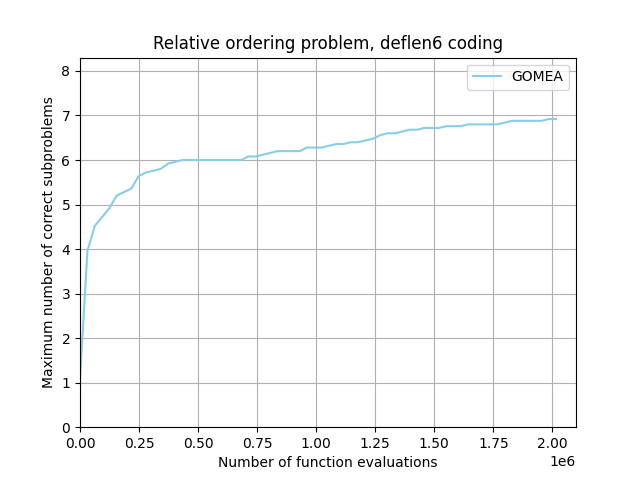 Relative ordering problem, deflen6 coding
GOMEA
Maximum number of correct subproblems
8
7
6
5
4
3
2
1
0
0.00 0.25 0.50 0.75 1.00 1.25 1.50 1.75 2.00
1e6
Number of function evaluations